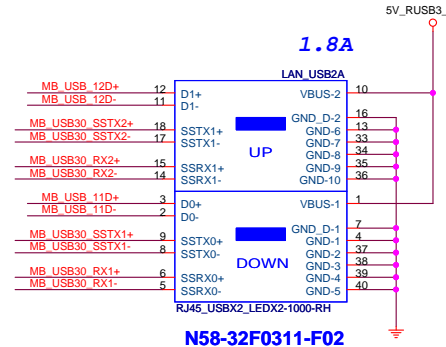 5V_RUSB3_
1.8A
LAN_USB2A
MB_USB_12D+ 12 D1+ VBUS-2 10
MB_USB_12D- 11 D1-
GND_D-2 16
MB_USB30_SSTX2+ 18 SSTX1+ GND-6 13
MB_USB30_SSTX2- 17 SSTX1- GND-7 33
UP GND-8 34
MB_USB30_RX2+ 15 SSRX1+ GND-9 35
MB_USB30_RX2- 14 SSRX1- GND-10 36
MB_USB_11D+ 3 D0+ VBUS-1 1
MB_USB_11D- 2 D0-
GND_D-1 7
MB_USB30_SSTX1+ 9 SSTX0+ GND-1 4
MB_USB30_SSTX1- 8 SSTX0- GND-2 37
DOWN GND-3 38
MB_USB30_RX1+ 6 SSRX0+ GND-4 39
MB_USB30_RX1- 5 SSRX0- GND-5 40
RJ45_USBX2_LEDX2-1000-RH
N58-32F0311-F02